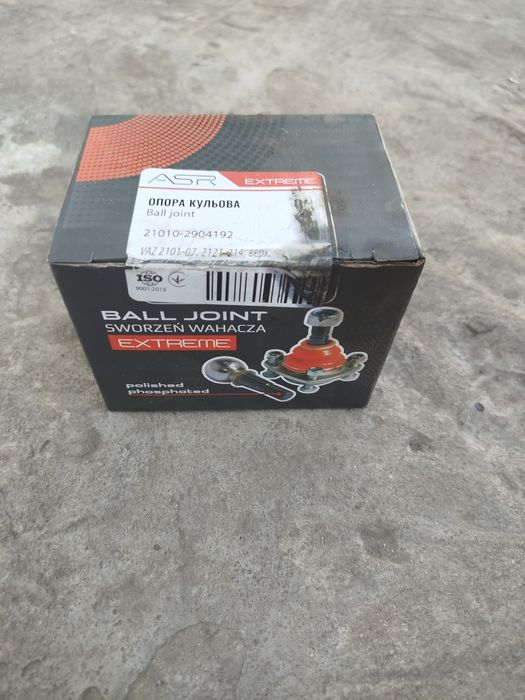 ASR EXTREME
ОПОРА КУЛЬОВА
Ball joint
21010-2904192
VAZ 2101-07, 2121-214, верх.
ISO
9001:2015
BALL JOINT
SWORZEŃ WAHACZA
EXTREME
polished
phosphated